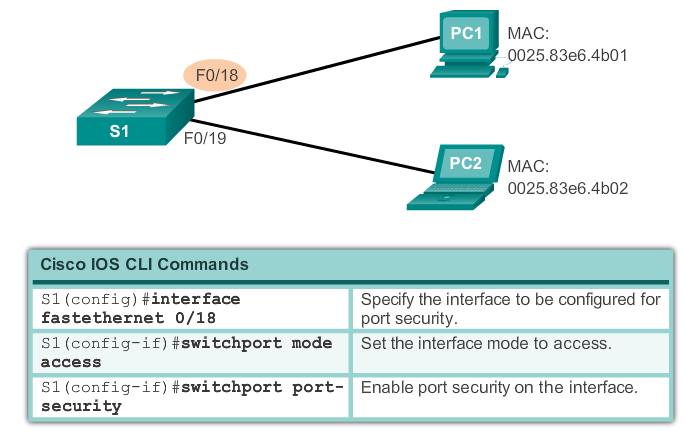 PC1
MAC:
0025.83e6.4b01
F0/18
S1
F0/19
PC2
MAC:
0025.83e6.4b02
Cisco IOS CLI Commands
S1(config)#interface
fastethernet 0/18
Specify the interface to be configured for
port security.
S1(config-if)#switchport mode
access
Set the interface mode to access.
S1(config-if)#switchport port-
security
Enable port security on the interface.